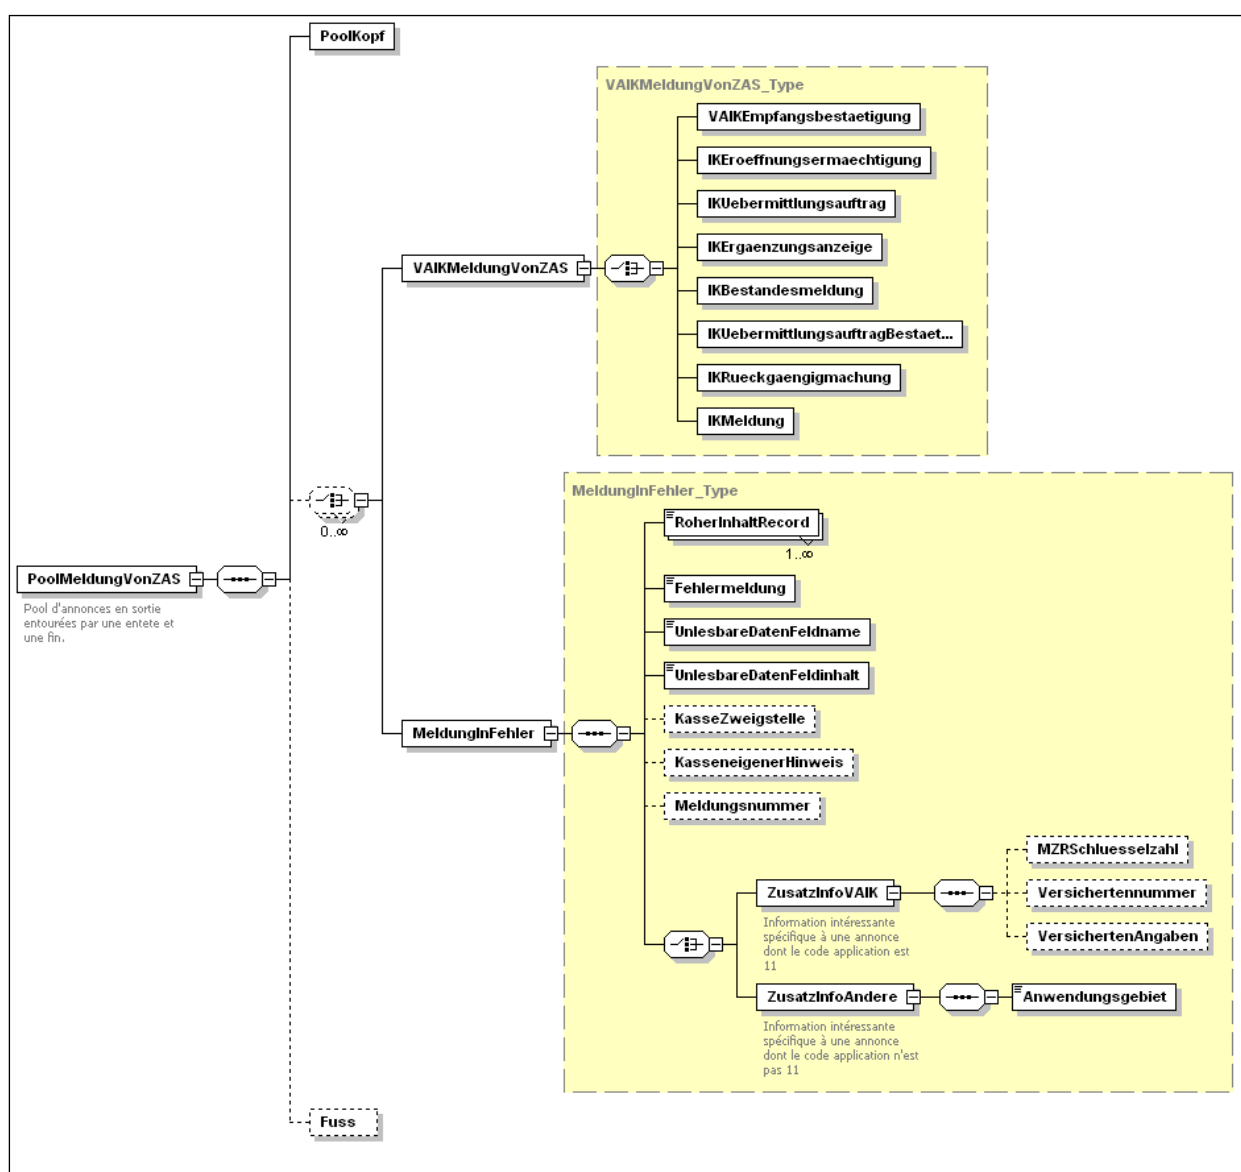 PoolKopf
VAIKMeldungVonZAS_Type
VAIKEmpfangsbestaetigung
IKEroeffnungsermaechtigung
IKUebermittlungsauftrag
IKErgaenzungsanzeige
VAIKMeldungVonZAS
IKBestandesmeldung
IKUebermittlungsauftragBestaet...
IKRueckgaengigmachung
IKMeldung
0..∞
MeldungInFehler_Type
RoherInhaltRecord
1..∞
PoolMeldungVonZAS
Pool d'annonces en sortie
entourées par une entete et
une fin.
Fehlermeldung
UnlesbareDatenFeldname
UnlesbareDatenFeldinhalt
KasseZweigstelle
MeldungInFehler
KasseneigenerHinweis
Meldungsnummer
MZRSchluesselzahl
ZusatzInfoVAIK
Versichertennummer
Information intéressante
spécifique à une annonce
dont le code application est
11
VersichertenAngaben
ZusatzInfoAndere
Anwendungsgebiet
Information intéressante
spécifique à une annonce
dont le code application n'est
pas 11
Fuss